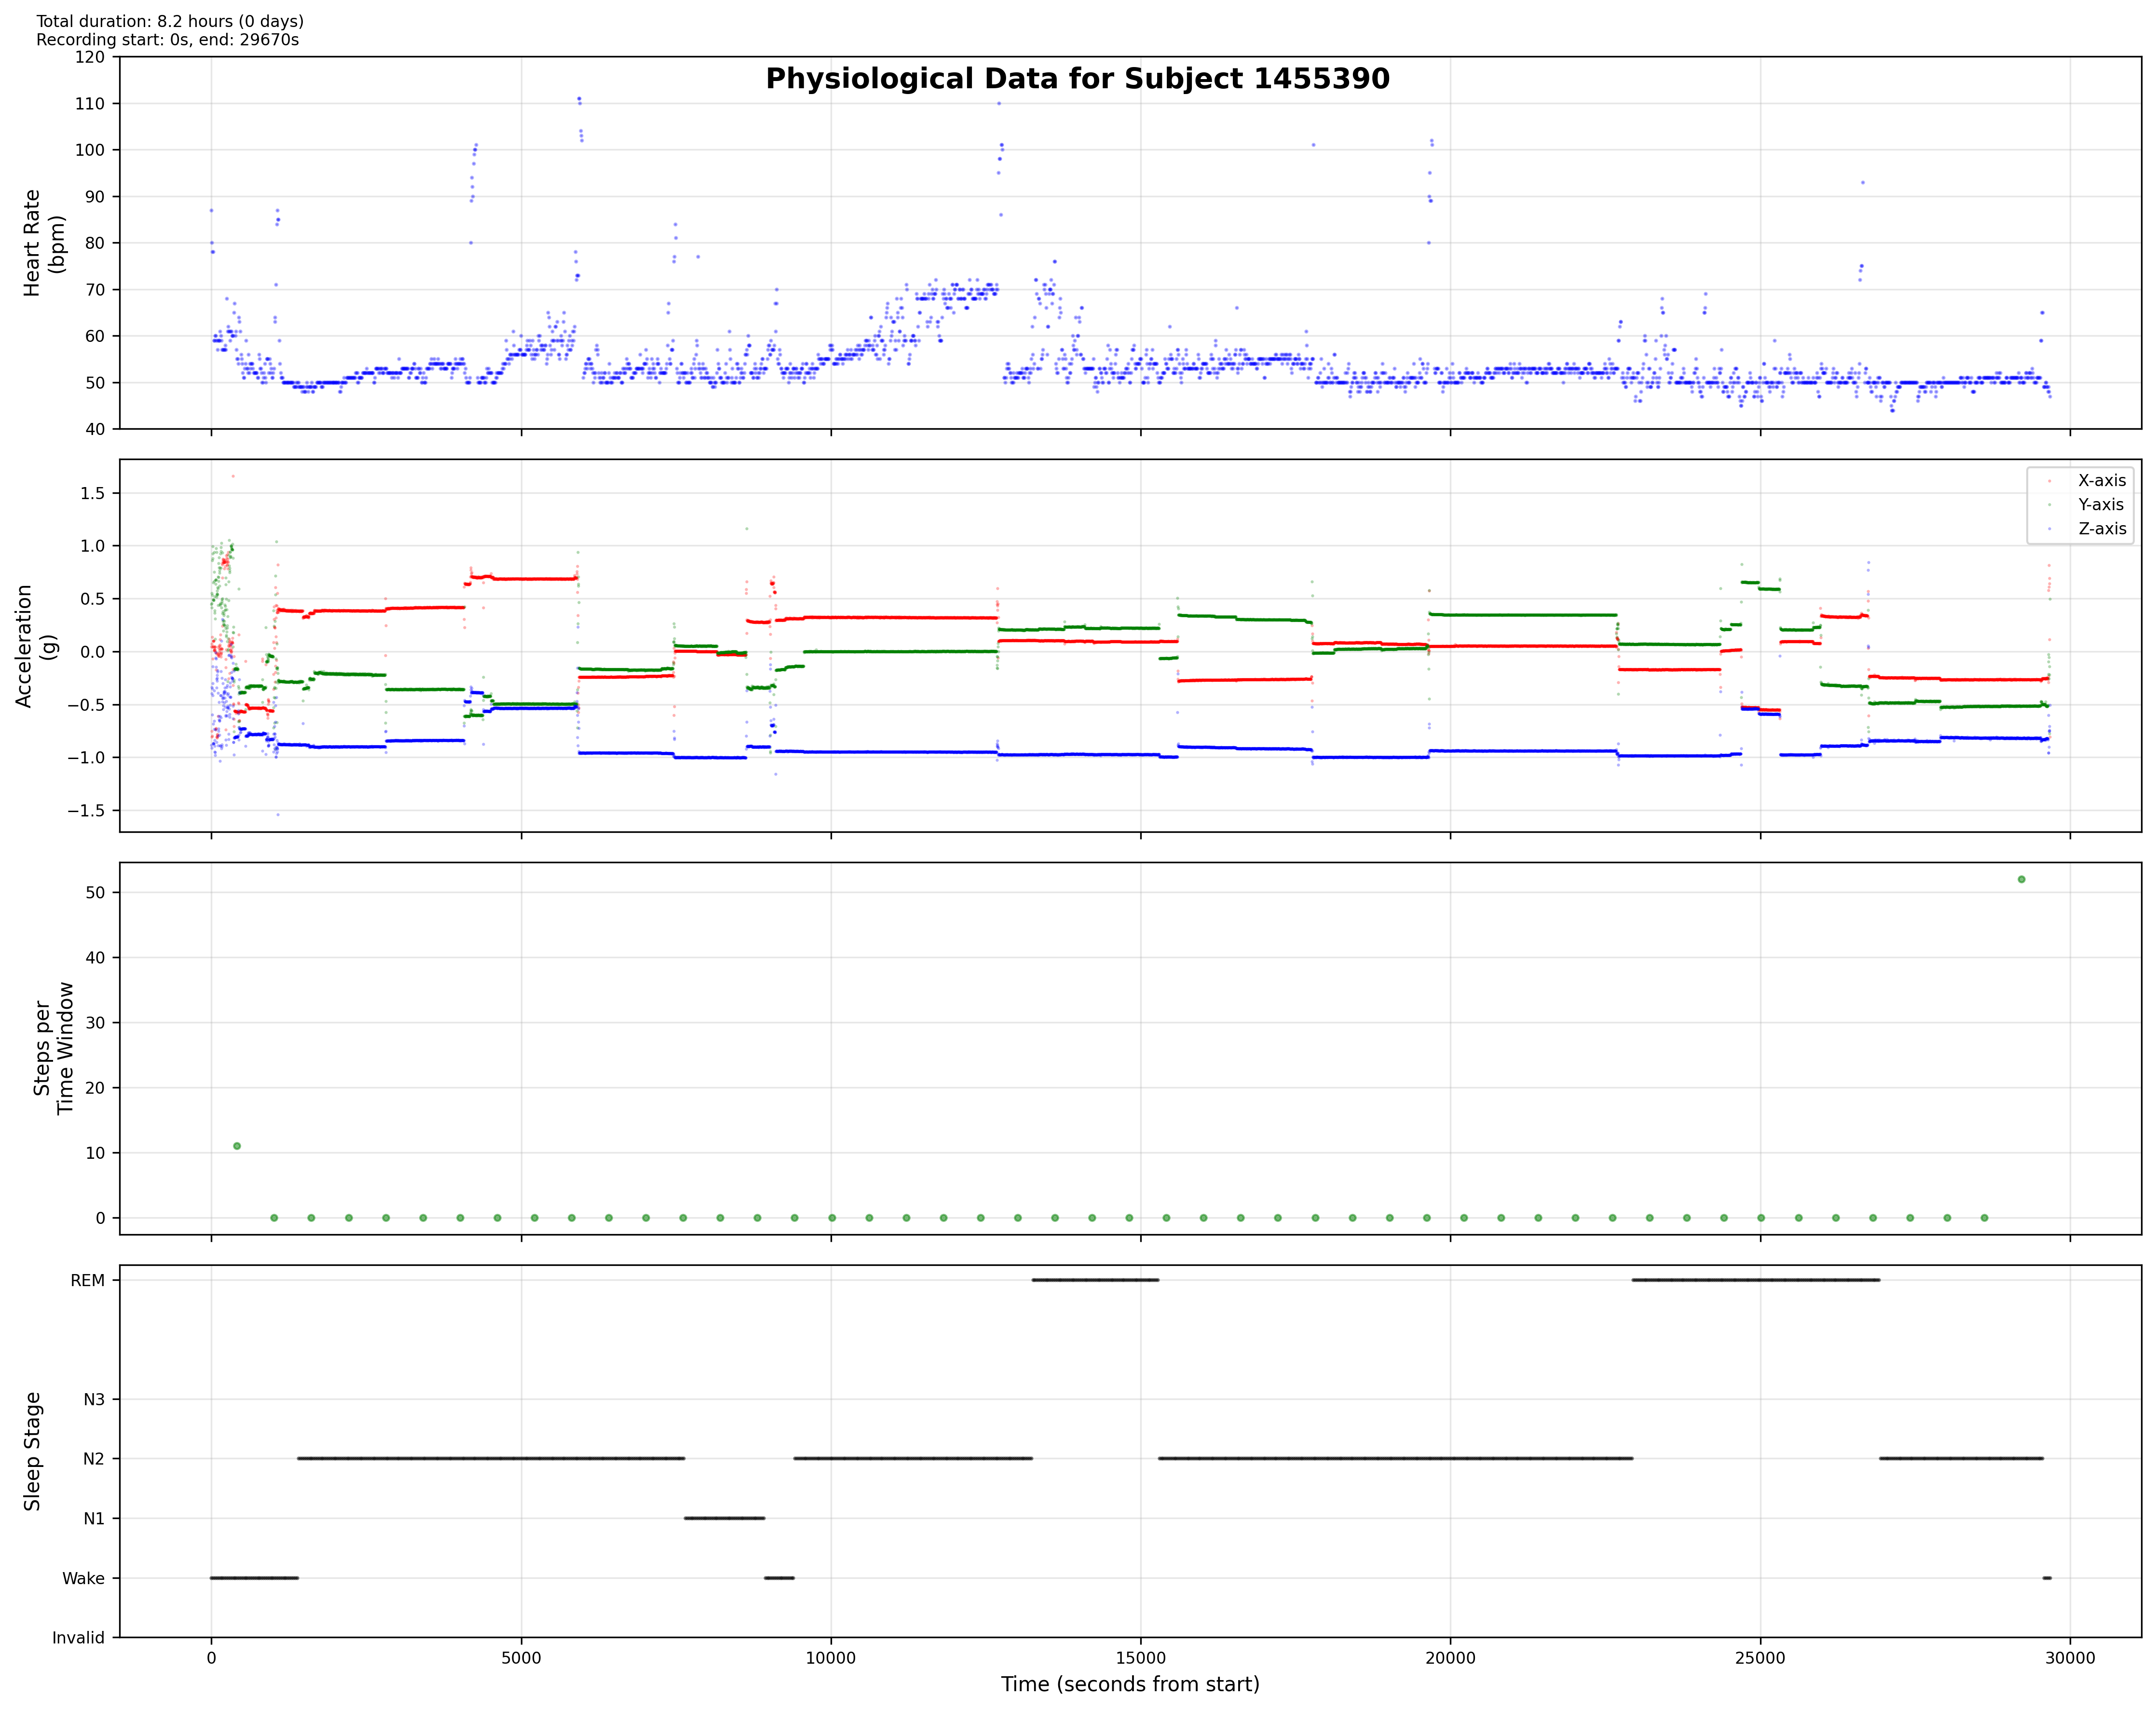 Total duration: 8.2 hours (0 days)
Recording start: 0s, end: 29670s
Physiological Data for Subject 1455390
120
110
100
90
80
70
60
50
40
Heart Rate
(bpm)
X-axis
Y-axis
Z-axis
1.5
1.0
0.5
0.0
−0.5
−1.0
−1.5
Acceleration
(g)
50
40
30
20
10
0
Steps per
Time Window
REM
N3
N2
N1
Wake
Invalid
Sleep Stage
0
5000
10000
15000
20000
25000
30000
Time (seconds from start)